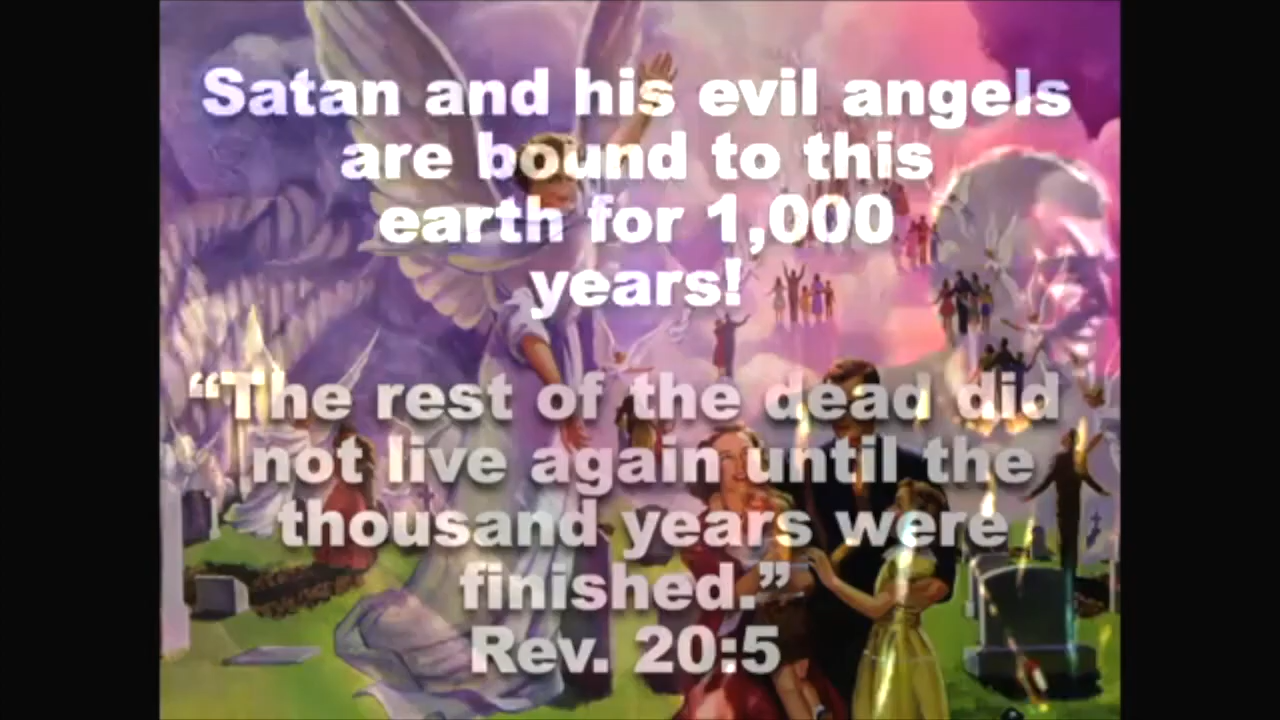 Satan and his evil angels
are bound to this
earth for 1,000
years!
“The rest of the dead did
not live again until the
thousand years were
finished.”
Rev. 20:5